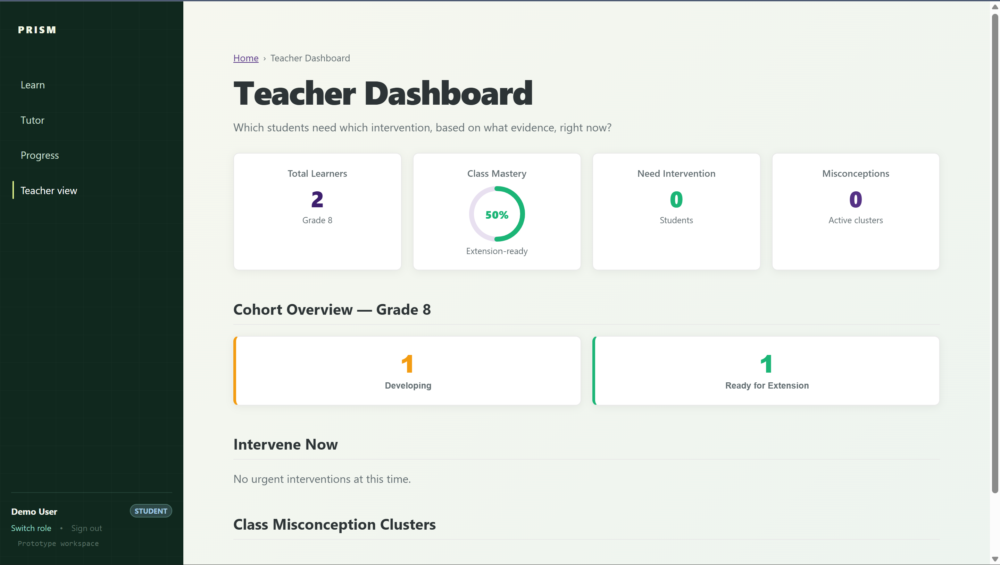 PRISM
Learn
Tutor
Progress
Teacher view
Demo User
STUDENT
Switch role • Sign out
Prototype workspace
Home › Teacher Dashboard
Teacher Dashboard
Which students need which intervention, based on what evidence, right now?
Total Learners
2
Grade 8
Class Mastery
50%
Extension-ready
Need Intervention
0
Students
Misconceptions
0
Active clusters
Cohort Overview — Grade 8
1
Developing
1
Ready for Extension
Intervene Now
No urgent interventions at this time.
Class Misconception Clusters